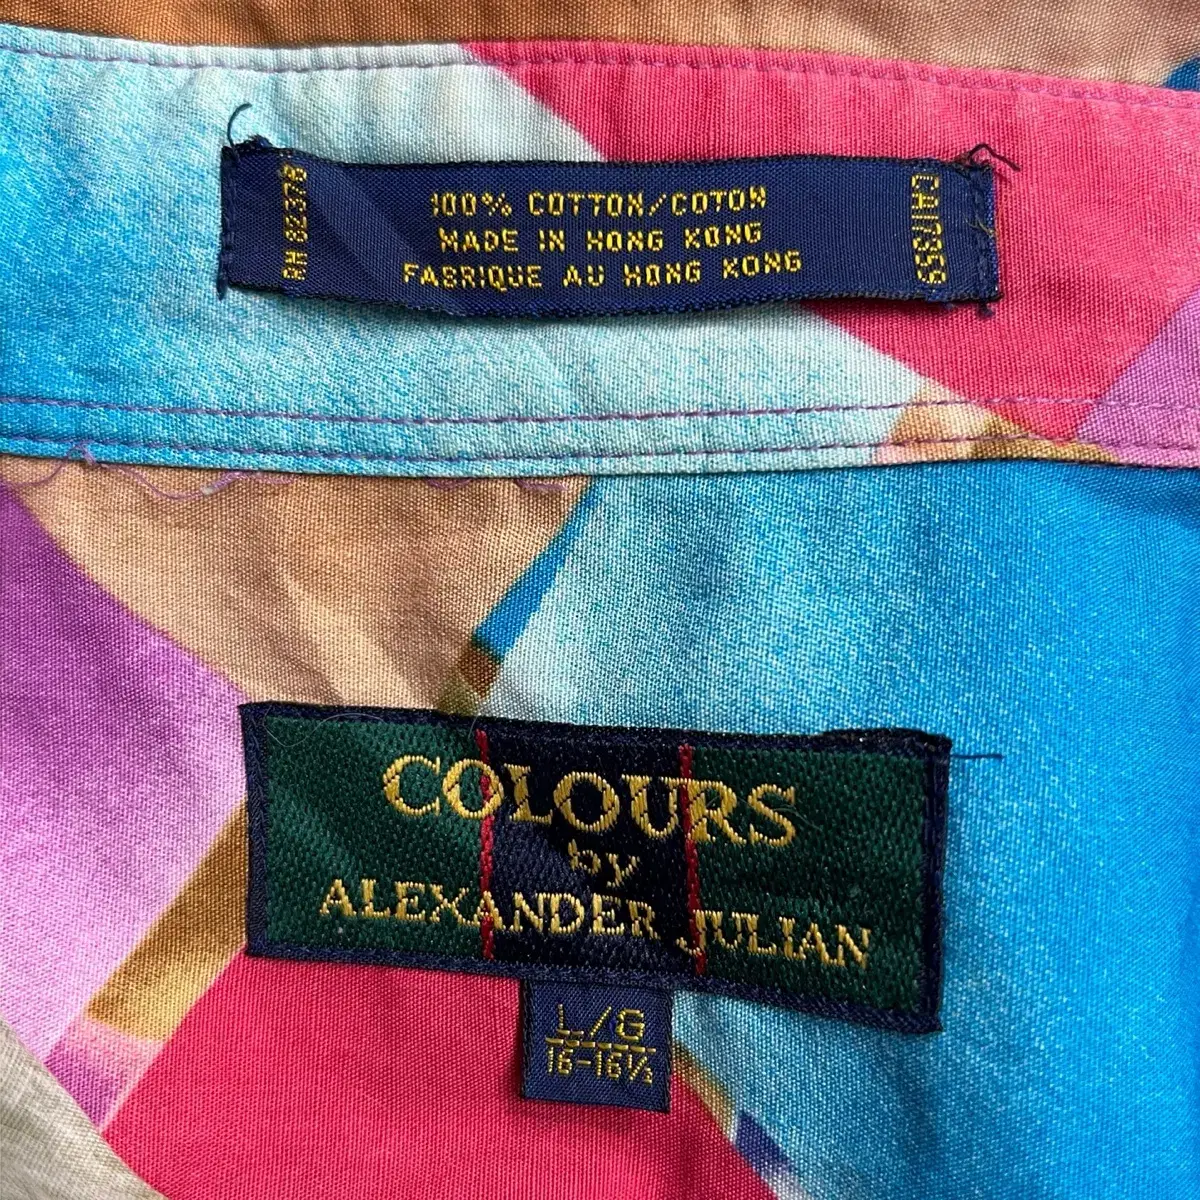 RN 82378
100% COTTON/COTON
MADE IN HONG KONG
FABRIQUE AU HONG KONG
CA17359
COLOURS
by
ALEXANDER JULIAN
L/G
16-16½